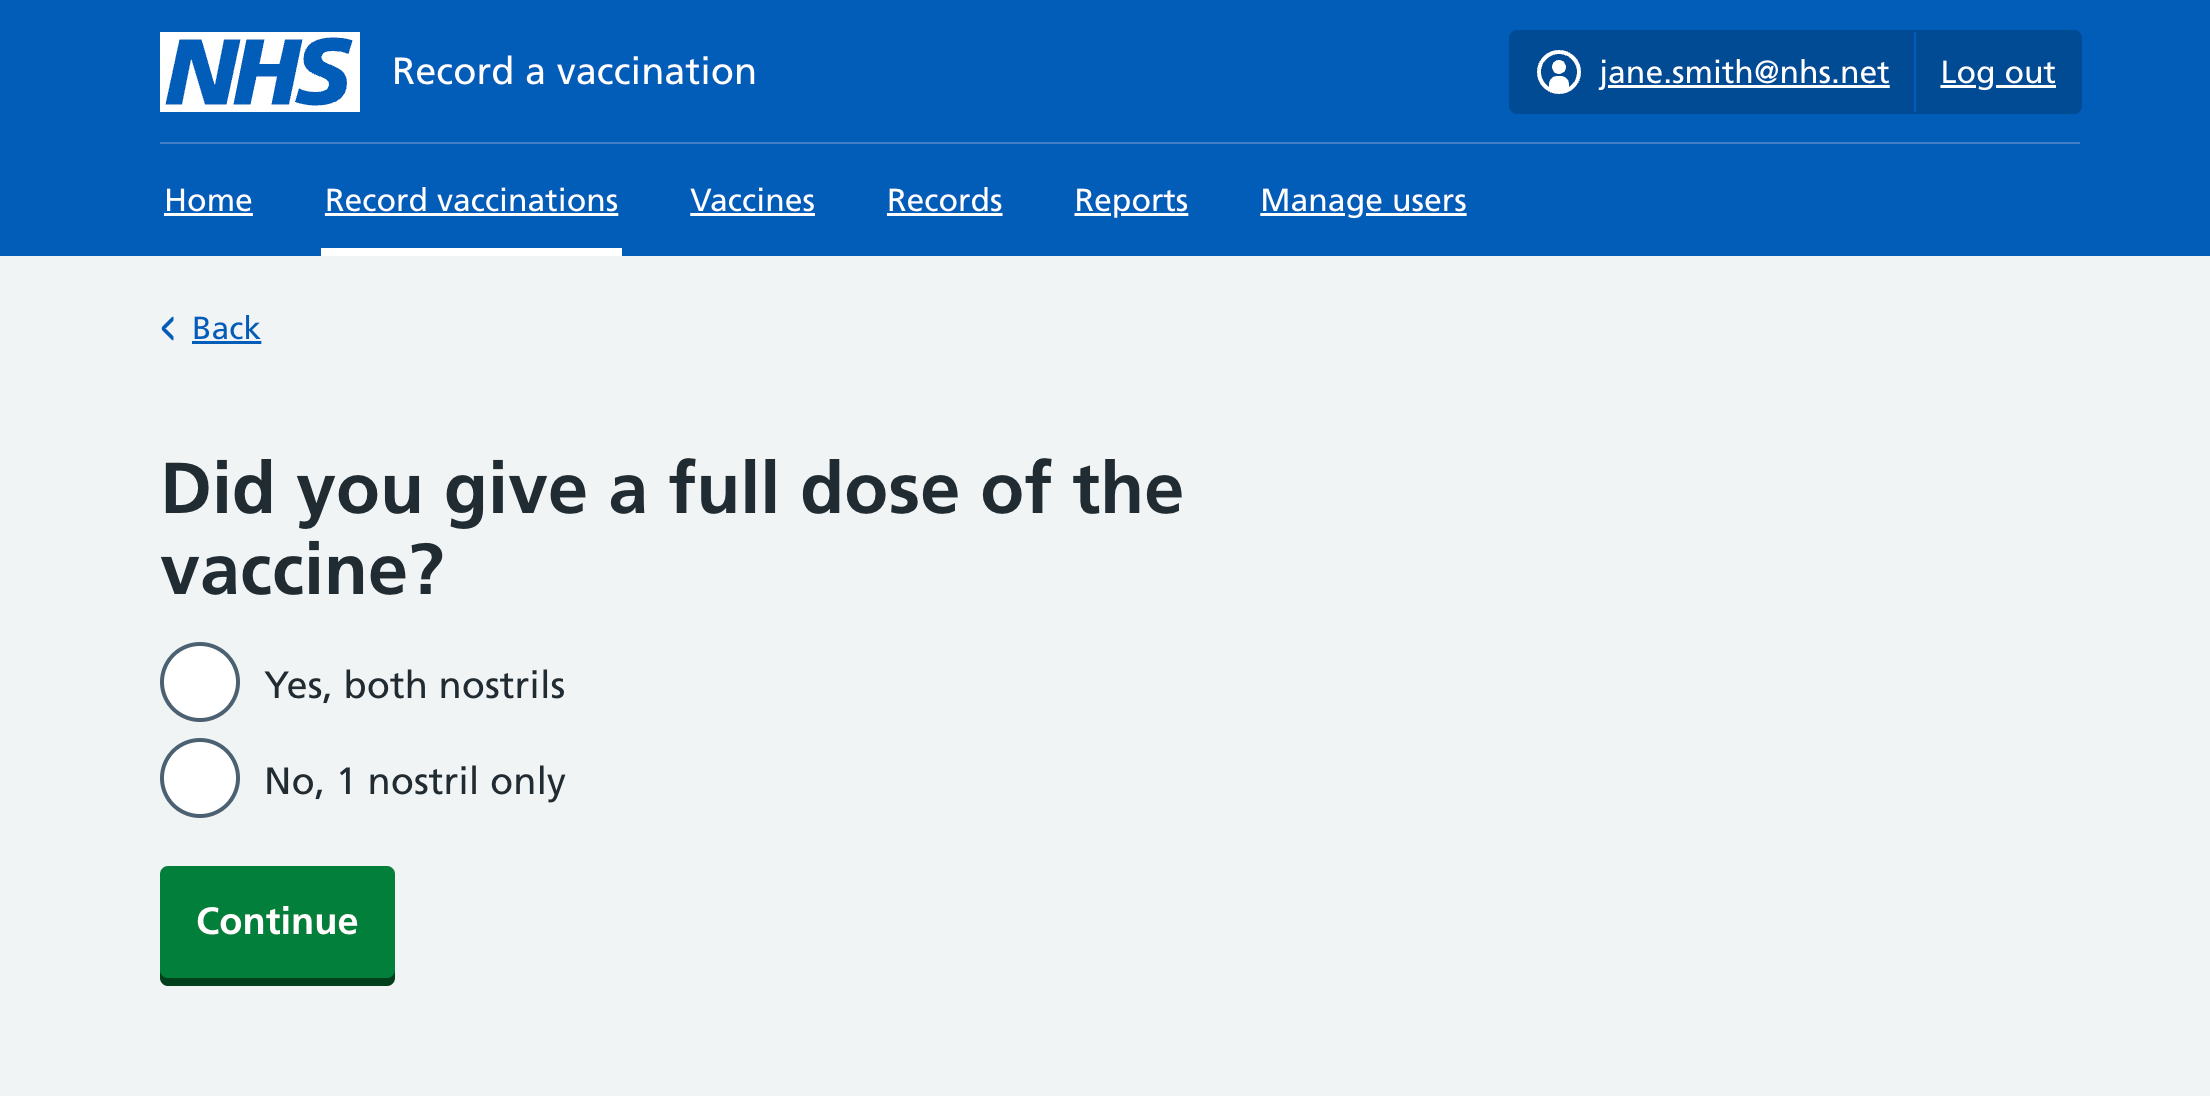 NHS Record a vaccination
jane.smith@nhs.net Log out
Home Record vaccinations Vaccines Records Reports Manage users
Back
Did you give a full dose of the
vaccine?
Yes, both nostrils
No, 1 nostril only
Continue